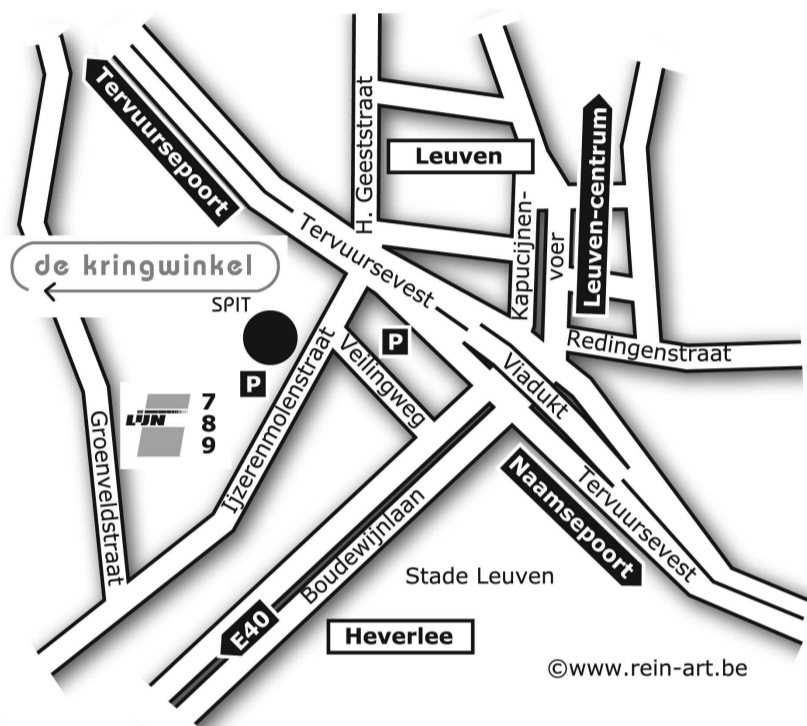 Tervuursepoort
H. Geeststraat
Leuven
Kapucijnen-
voer
Leuven-centrum
Tervuursevest
de kringwinkel
SPIT
P
P
Veilingweg
Viadukt
Redingenstraat
LIJN
7
8
9
Groenveldstraat
Ijzerenmolenstraat
Naamsepoort
Tervuursevest
Boudewijnlaan
Stade Leuven
E40
Heverlee
©www.rein-art.be